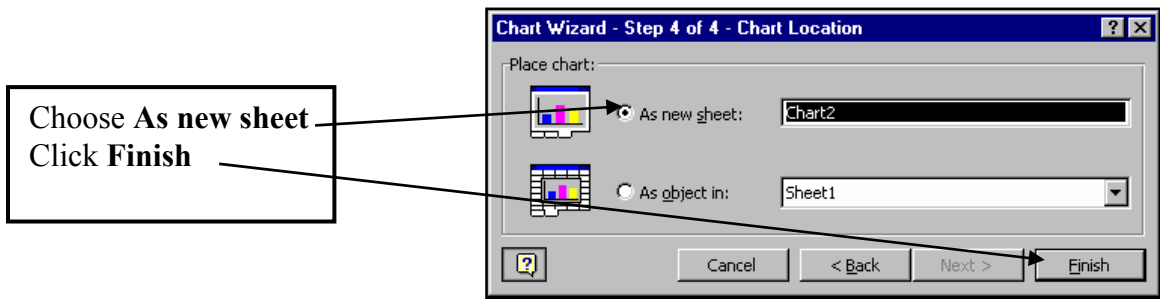 Chart Wizard - Step 4 of 4 - Chart Location
Place chart:
Choose As new sheet
Click Finish
As new sheet:
Chart2
As object in:
Sheet1
Cancel
< Back
Next >
Finish